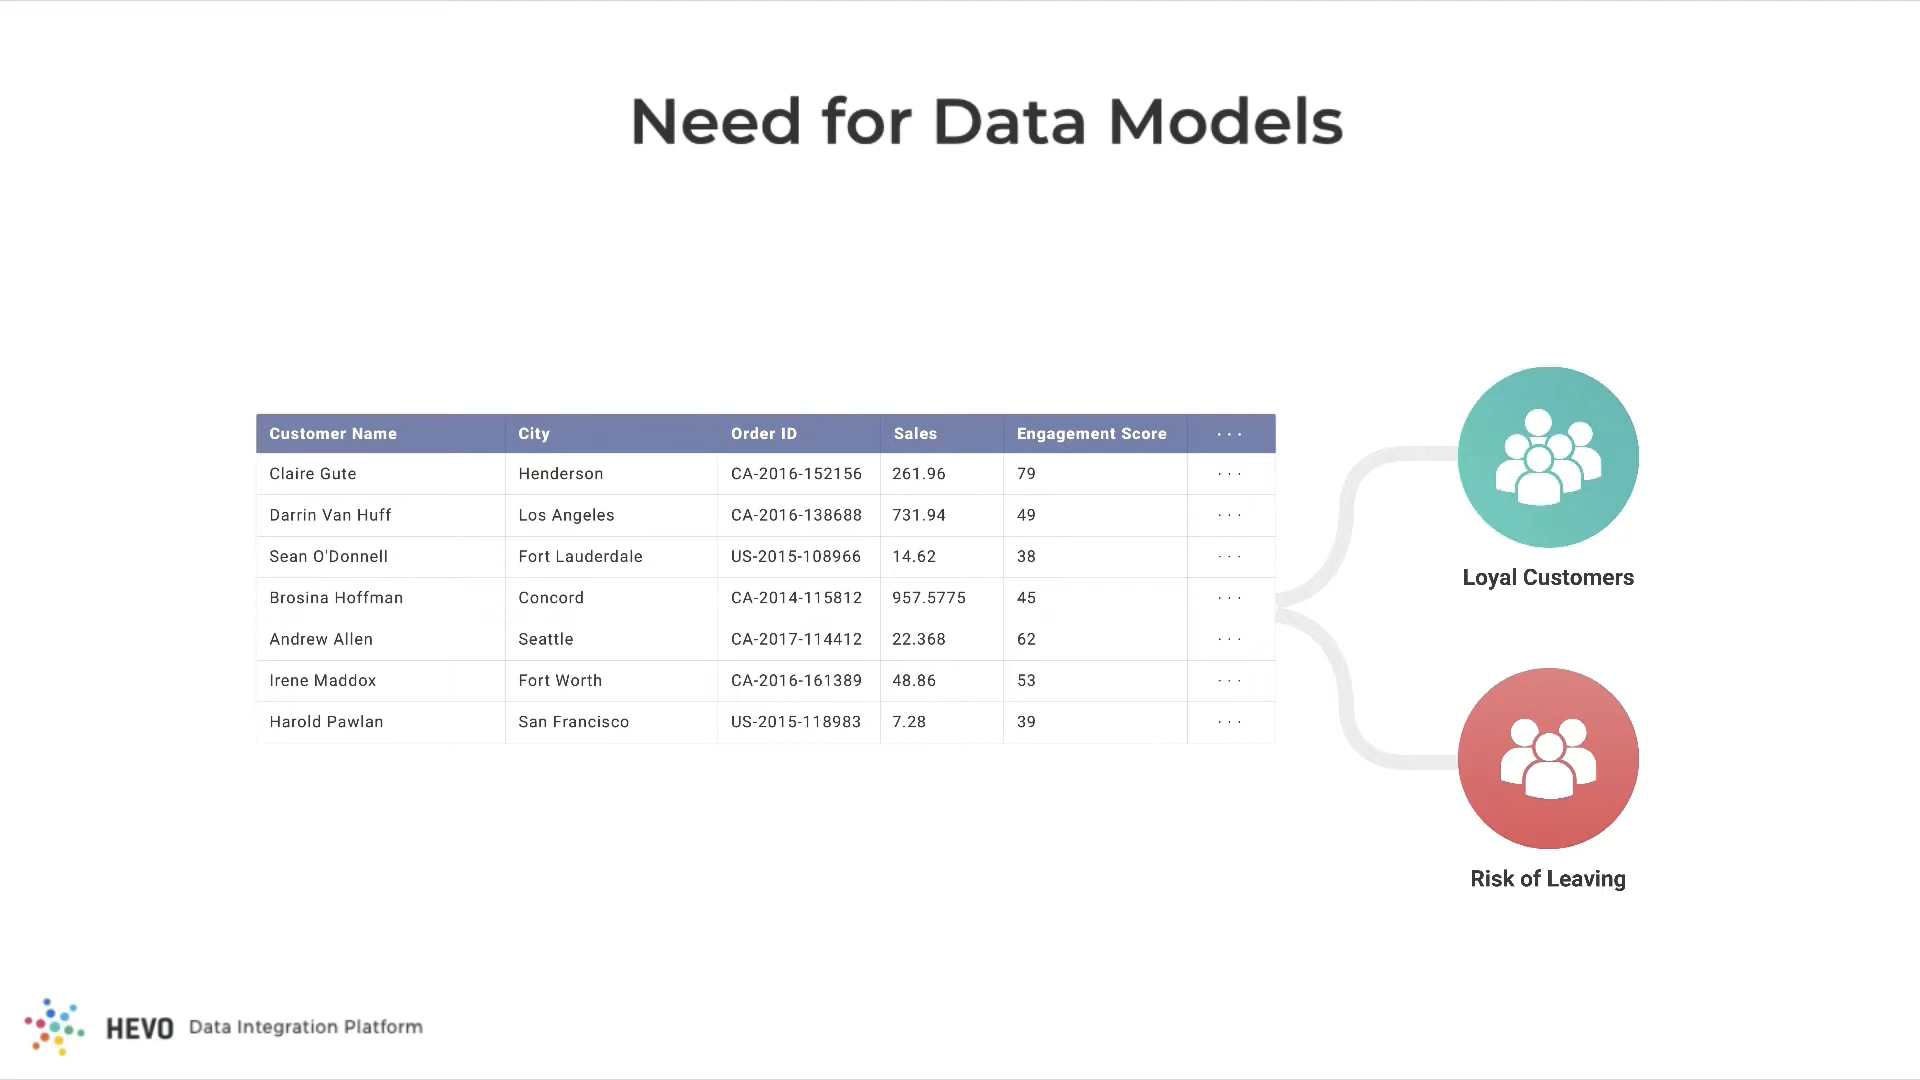 Need for Data Models
Customer Name City Order ID Sales Engagement Score ...
Claire Gute Henderson CA-2016-152156 261.96 79 ...
Darrin Van Huff Los Angeles CA-2016-138688 731.94 49 ...
Sean O'Donnell Fort Lauderdale US-2015-108966 14.62 38 ...
Brosina Hoffman Concord CA-2014-115812 957.5775 45 ...
Andrew Allen Seattle CA-2017-114412 22.368 62 ...
Irene Maddox Fort Worth CA-2016-161389 48.86 53 ...
Harold Pawlan San Francisco US-2015-118983 7.28 39 ...
Loyal Customers
Risk of Leaving
HEVO Data Integration Platform